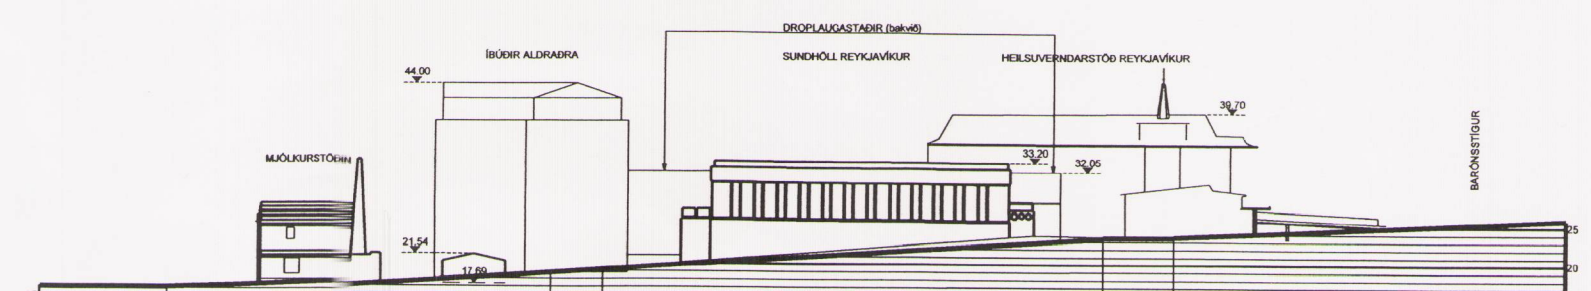 DROPLAUGASTAÐIR (bakvið)
ÍBÚÐIR ALDRAÐRA
SUNDHÖLL REYKJAVÍKUR
HEILSUVERNDARSTÖÐ REYKJAVÍKUR
44.00
39,70
BARÓNSSTÍGUR
MJÓLKURSTÖÐIN
33,20
32,05
21,54
17,69
25
20